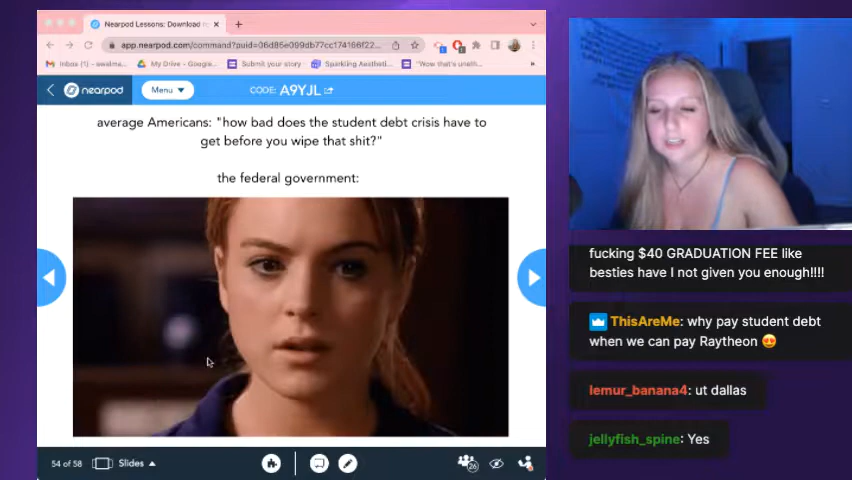 Nearpod Lessons: Download r
app.nearpod.com/command?puid=06d85e099db77cc174166f22...
Inbox (1) -
My Drive - Google...
Submit your story
Sparkling Aestheti...
"Wow that's uneth...
nearpod
Menu
CODE: A9YJL
average Americans: "how bad does the student debt crisis have to
get before you wipe that shit?"
the federal government:
54 of 58
Slides
26
fucking $40 GRADUATION FEE like
besties have I not given you enough!!!!
ThisAreMe: why pay student debt
when we can pay Raytheon 😍
lemur_banana4: ut dallas
jellyfish_spine: Yes